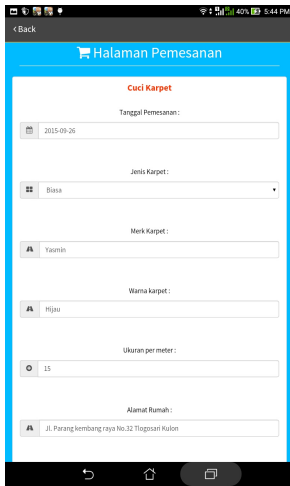 40% 5:44 PM
<Back
Halaman Pemesanan
Cuci Karpet
Tanggal Pemesanan :
2015-09-26
Jenis Karpet :
Biasa
Merk Karpet :
Yasmin
Warna karpet :
Hijau
Ukuran per meter :
15
Alamat Rumah :
Jl. Parang kembang raya No.32 Tlogosari Kulon